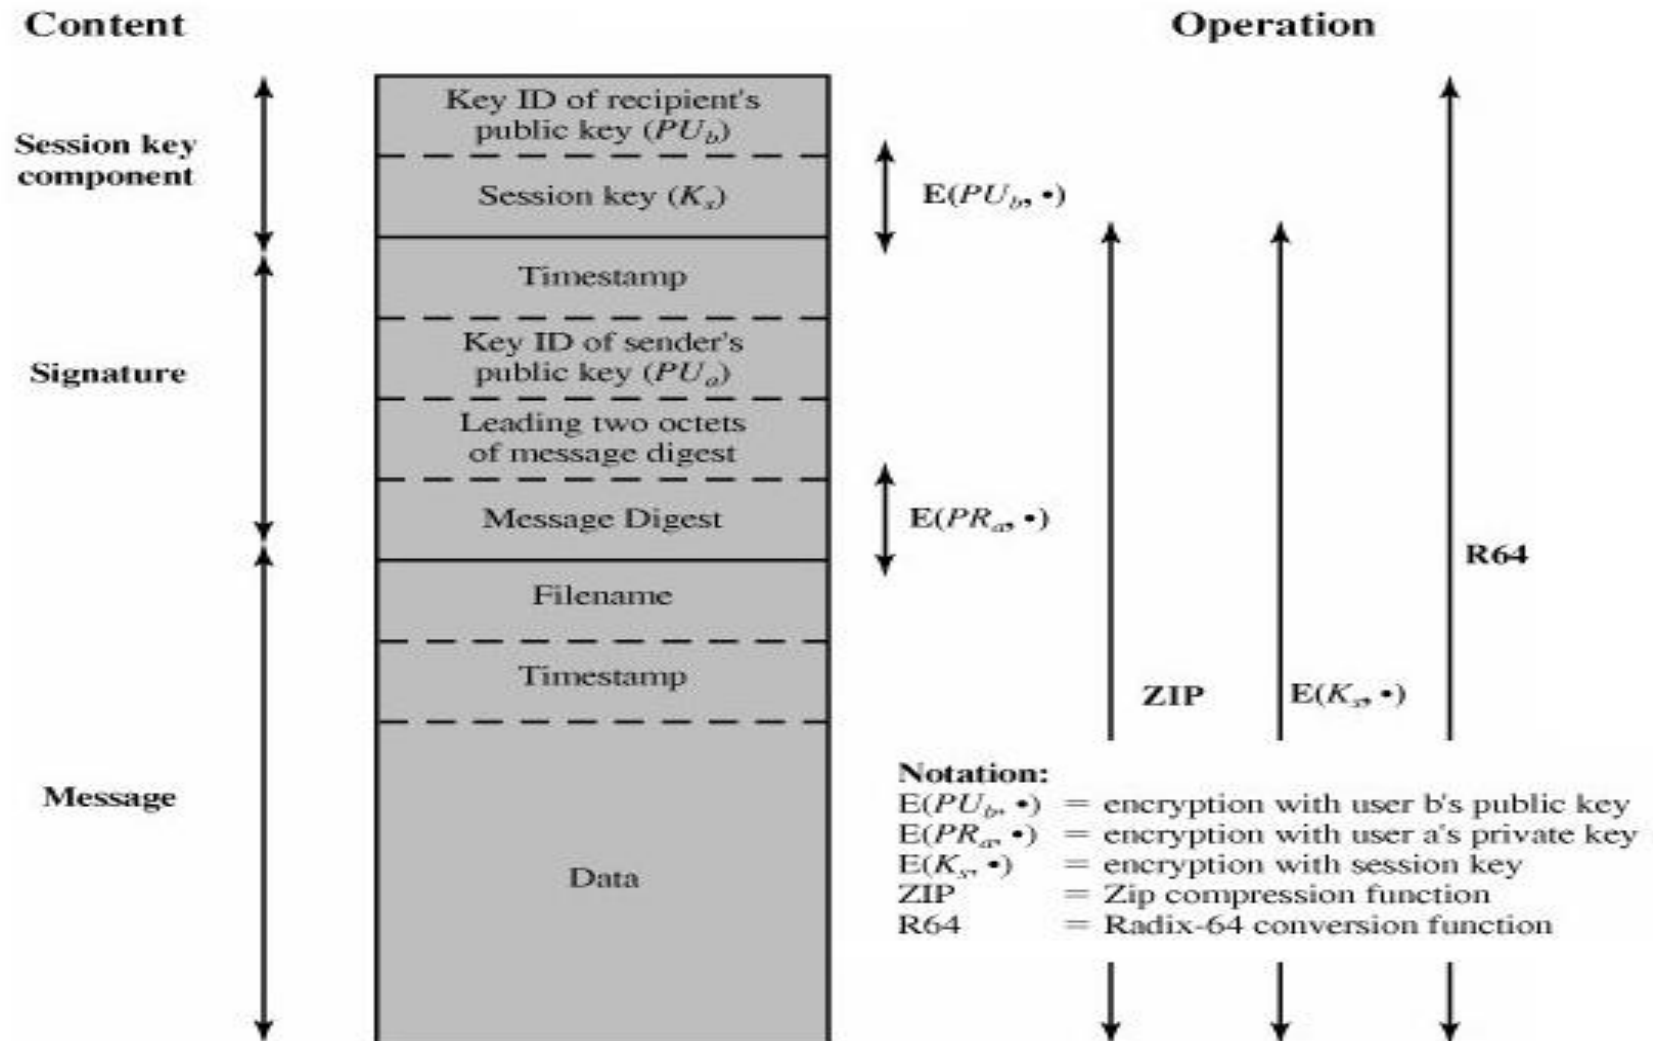 Content
Operation
Session key
component
Signature
Message
Key ID of recipient's
public key (PU_b)
Session key (K_s)
Timestamp
Key ID of sender's
public key (PU_a)
Leading two octets
of message digest
Message Digest
Filename
Timestamp
Data
E(PU_b, •)
E(PR_a, •)
ZIP
E(K_s, •)
R64
Notation:
E(PU_b, •) = encryption with user b's public key
E(PR_a, •) = encryption with user a's private key
E(K_s, •) = encryption with session key
ZIP = Zip compression function
R64 = Radix-64 conversion function